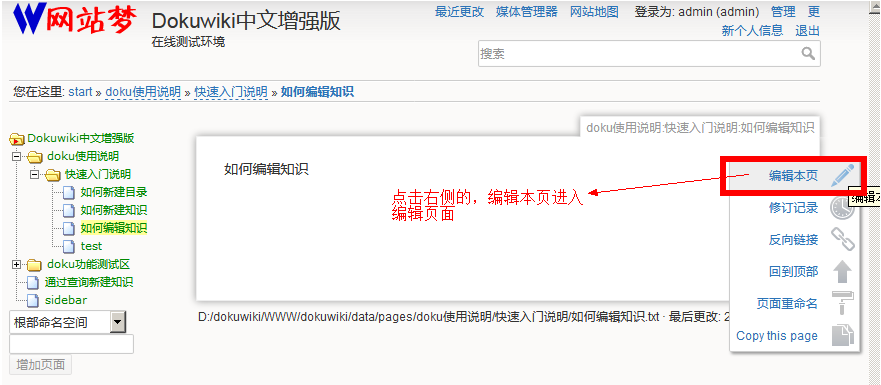 W网站梦
Dokuwiki中文增强版
在线测试环境
最近更改 媒体管理器 网站地图 登录为: admin (admin) 管理 更
新个人信息 退出
搜索
您在这里: start » doku使用说明 » 快速入门说明 » 如何编辑知识
Dokuwiki中文增强版
doku使用说明
快速入门说明
如何新建目录
如何新建知识
如何编辑知识
test
doku功能测试区
通过查询新建知识
sidebar
根部命名空间
增加页面
doku使用说明:快速入门说明:如何编辑知识
如何编辑知识
点击右侧的，编辑本页进入
编辑页面
D:/dokuwiki/WWW/dokuwiki/data/pages/doku使用说明/快速入门说明/如何编辑知识.txt · 最后更改: 2
编辑本页
编辑本
修订记录
反向链接
回到顶部
页面重命名
Copy this page